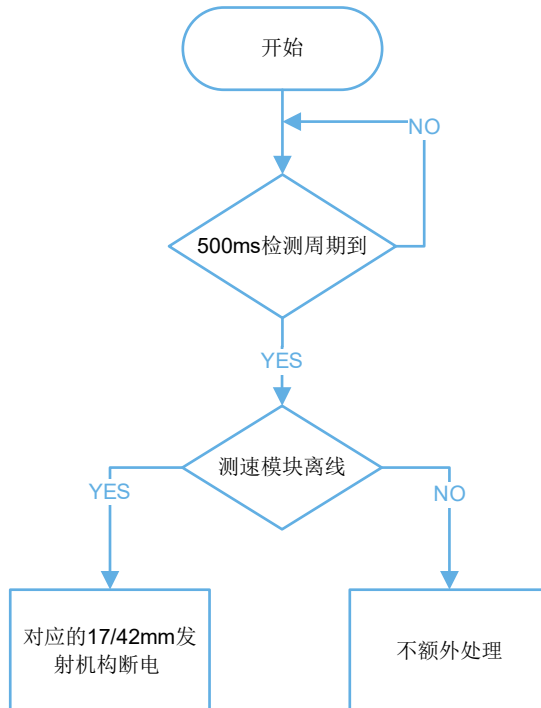 开始
NO
500ms检测周期到
YES
测速模块离线
YES
NO
对应的17/42mm发
射机构断电
不额外处理